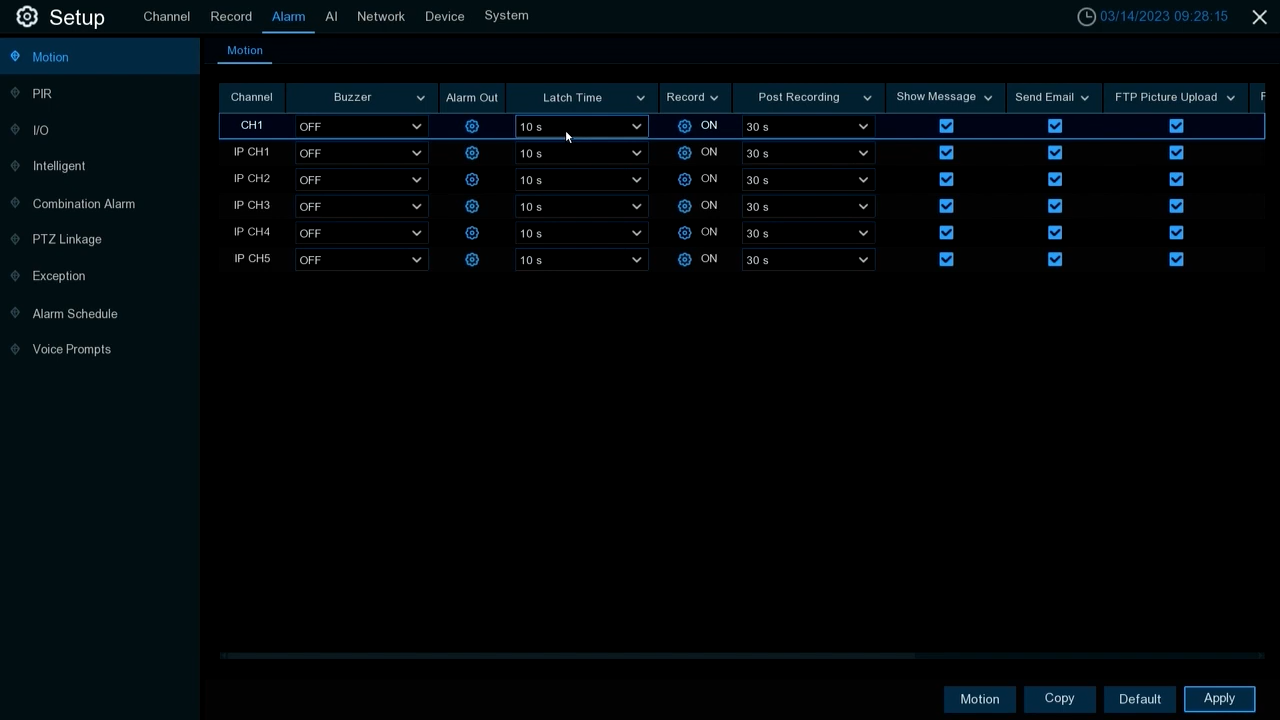 Setup Channel Record Alarm AI Network Device System 03/14/2023 09:28:15
Motion
PIR
I/O
Intelligent
Combination Alarm
PTZ Linkage
Exception
Alarm Schedule
Voice Prompts
Motion
Channel Buzzer Alarm Out Latch Time Record Post Recording Show Message Send Email FTP Picture Upload F
CH1 OFF 10 s ON 30 s
IP CH1 OFF 10 s ON 30 s
IP CH2 OFF 10 s ON 30 s
IP CH3 OFF 10 s ON 30 s
IP CH4 OFF 10 s ON 30 s
IP CH5 OFF 10 s ON 30 s
Motion Copy Default Apply